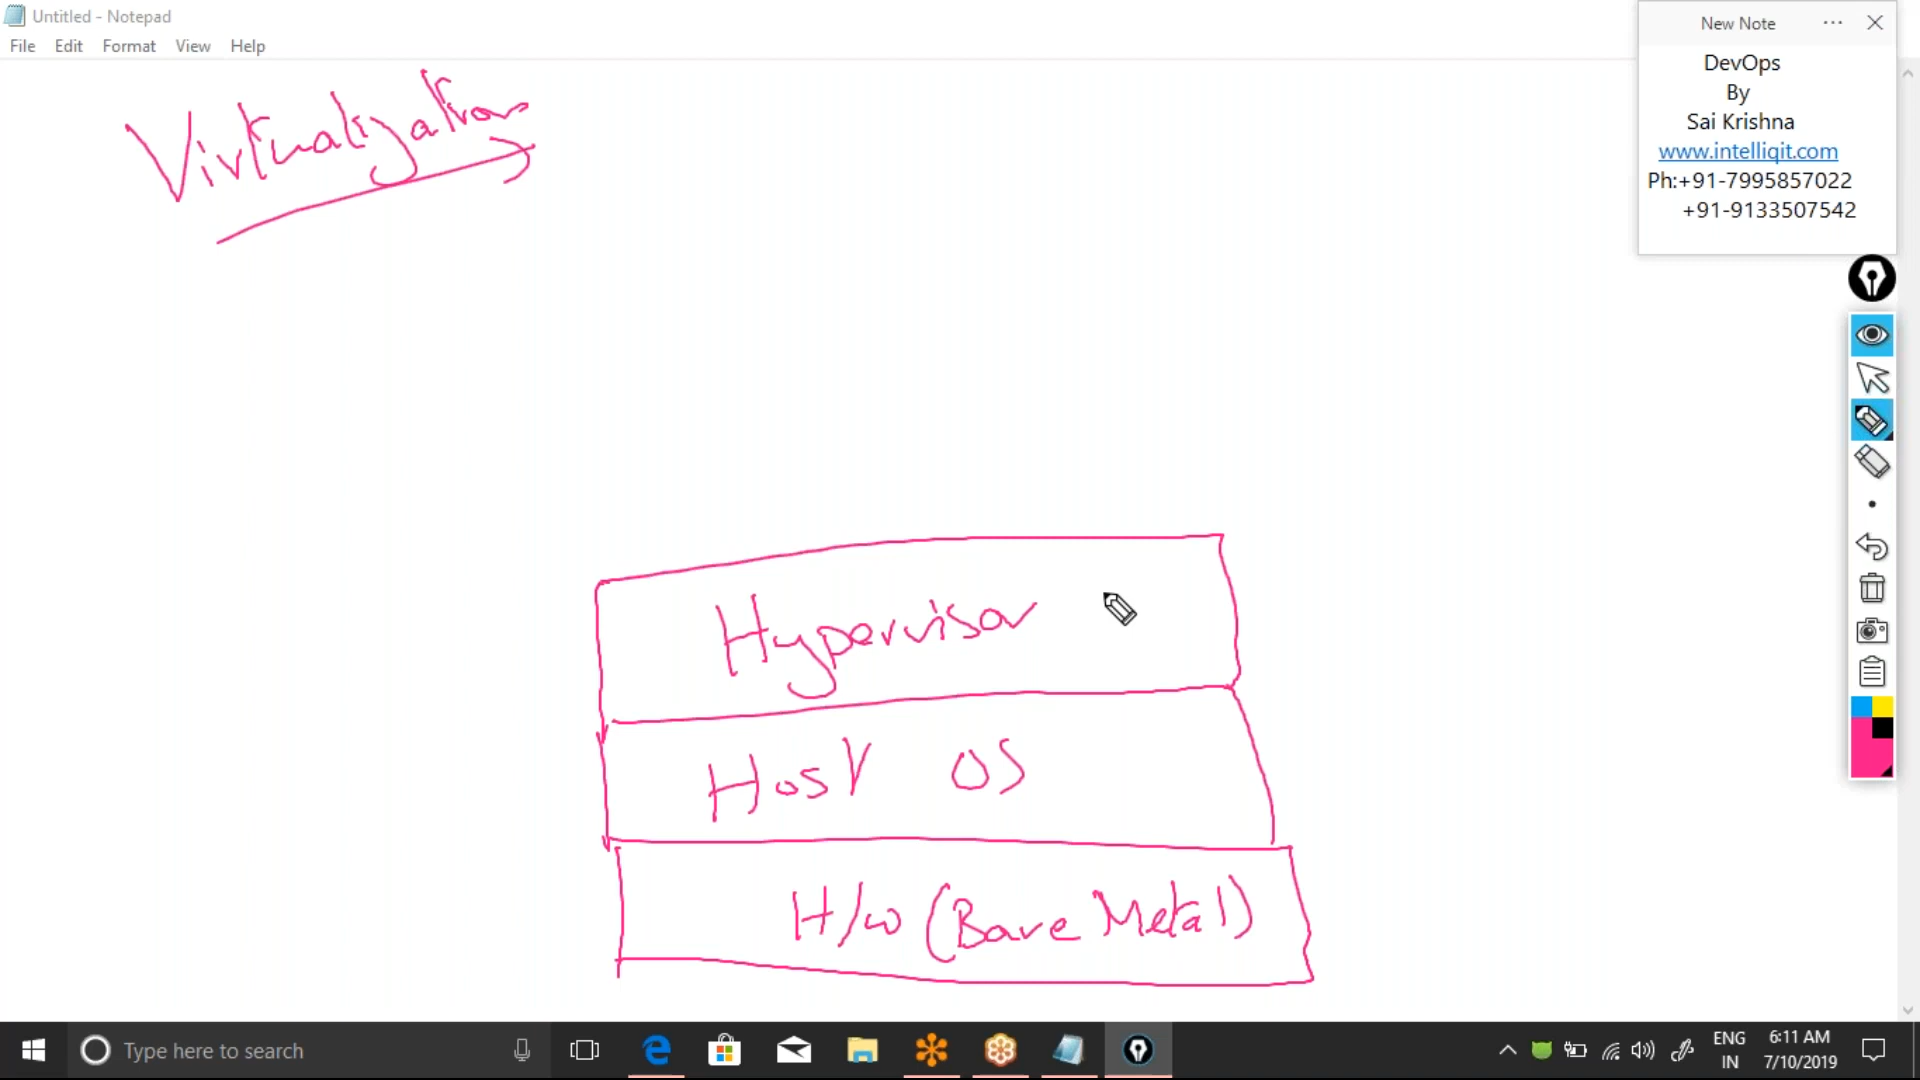 Untitled - Notepad
File Edit Format View Help
New Note
DevOps
By
Sai Krishna
www.intelliqit.com
Ph:+91-7995857022
+91-9133507542
Virtualization
Hypervisor
Host OS
H/w (Bare Metal)
Type here to search
ENG
IN
6:11 AM
7/10/2019